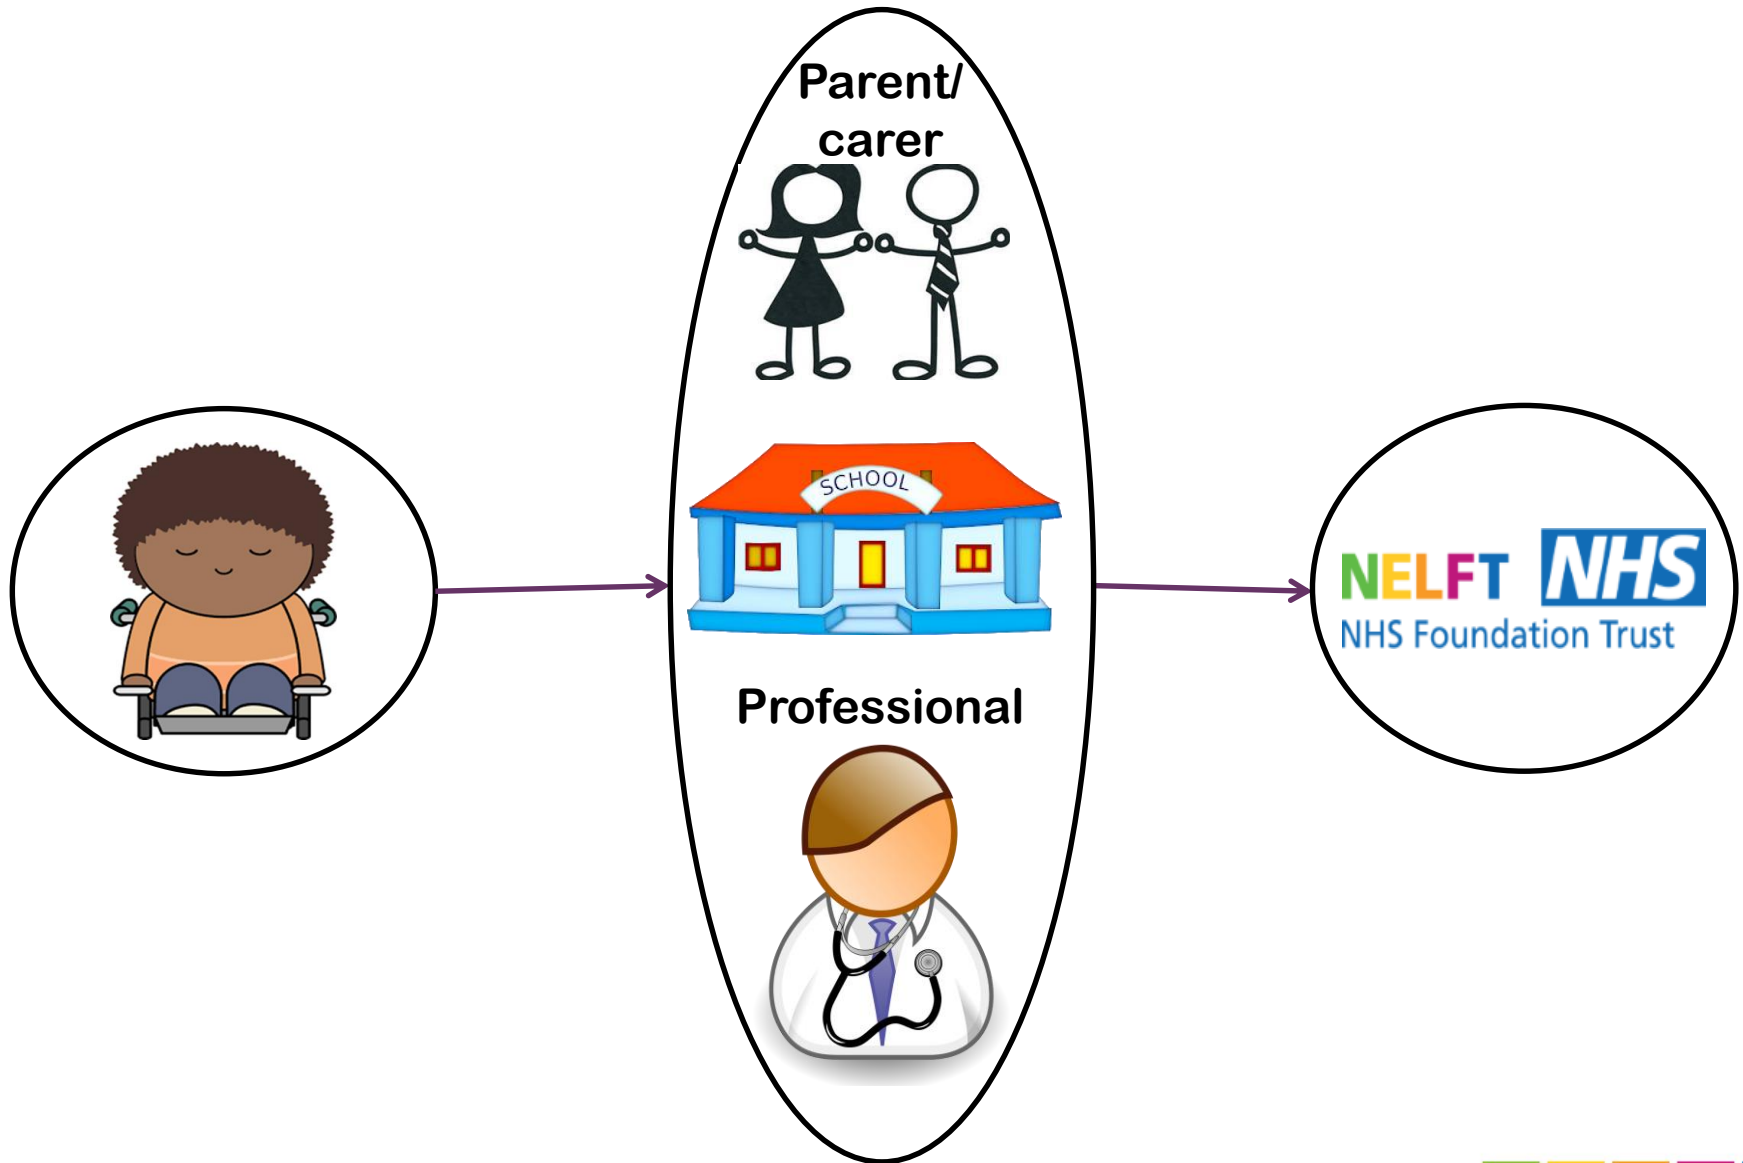 Parent/
carer
SCHOOL
Professional
NELFT NHS
NHS Foundation Trust